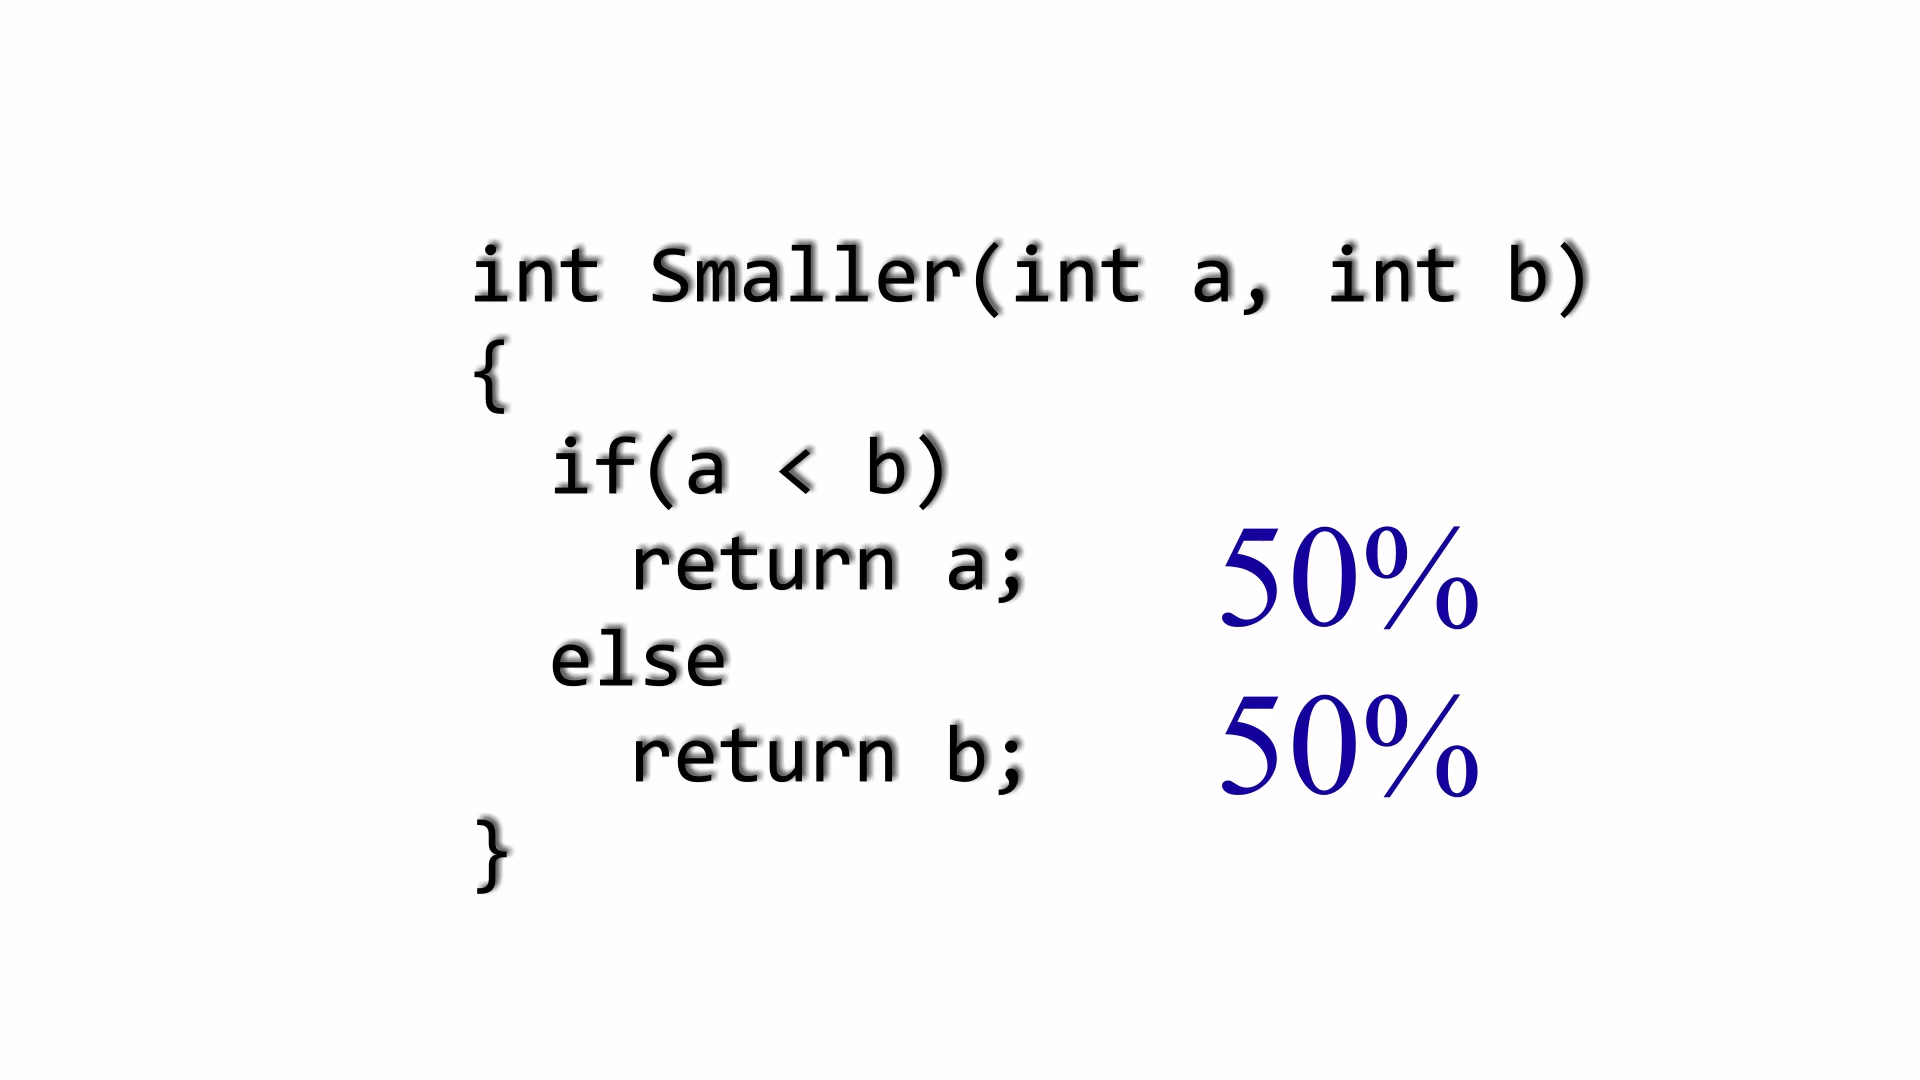 int Smaller(int a, int b)
{
if(a < b)
return a; 50%
else
return b; 50%
}